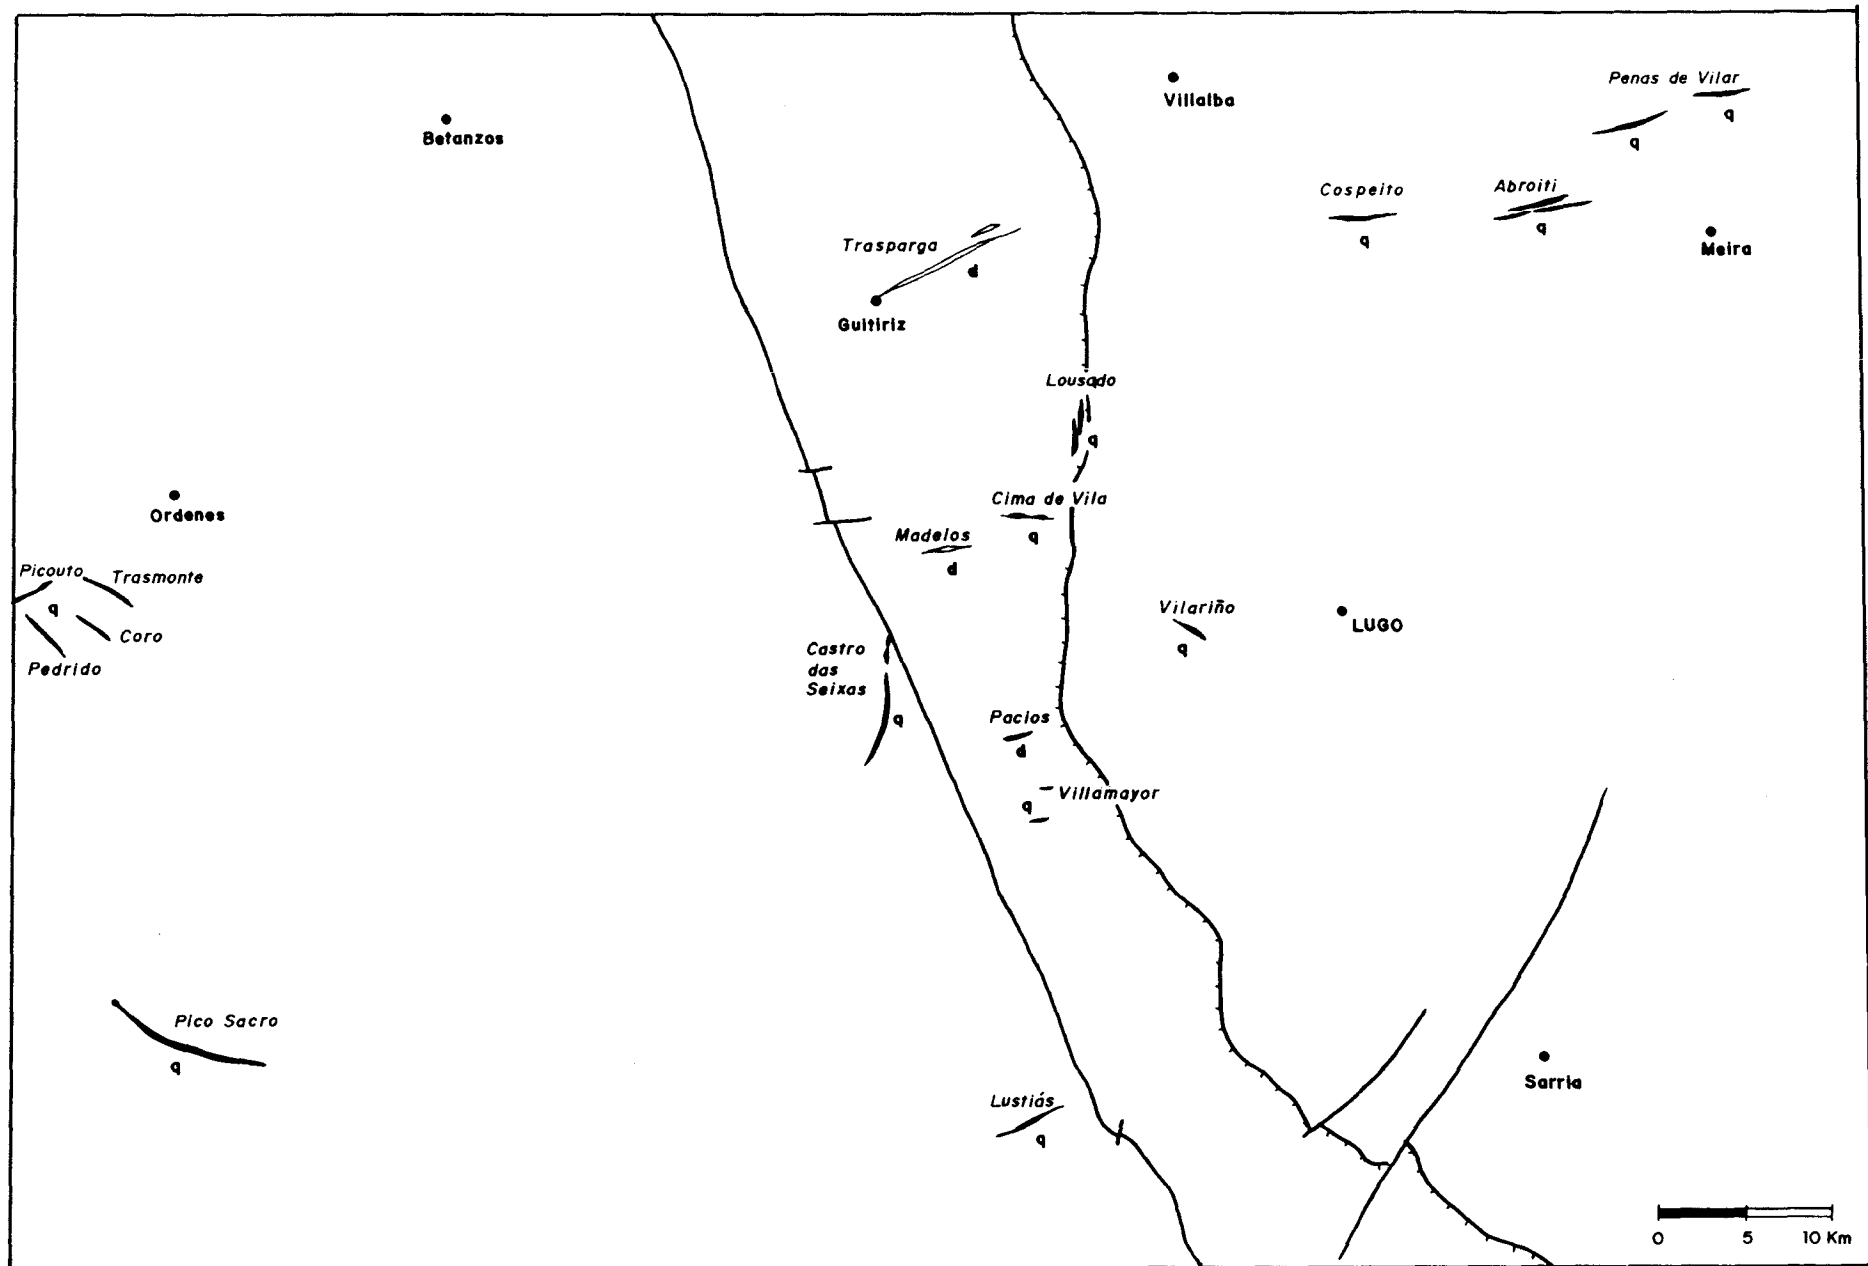 Penas de Vilar
q
q
Villalba
Betanzos
Cospeito
q
Abroiti
q
Meira
Trasparga
d
Guitiriz
Lousado
q
Ordenes
Cima de Vila
q
Madelos
d
Picouto
Trasmonte
q
Coro
Pedrido
Vilariño
q
LUGO
Castro
das
Seixas
q
Pacios
d
Villamayor
q
Pico Sacro
q
Lustiás
q
Sarria
0 5 10 Km